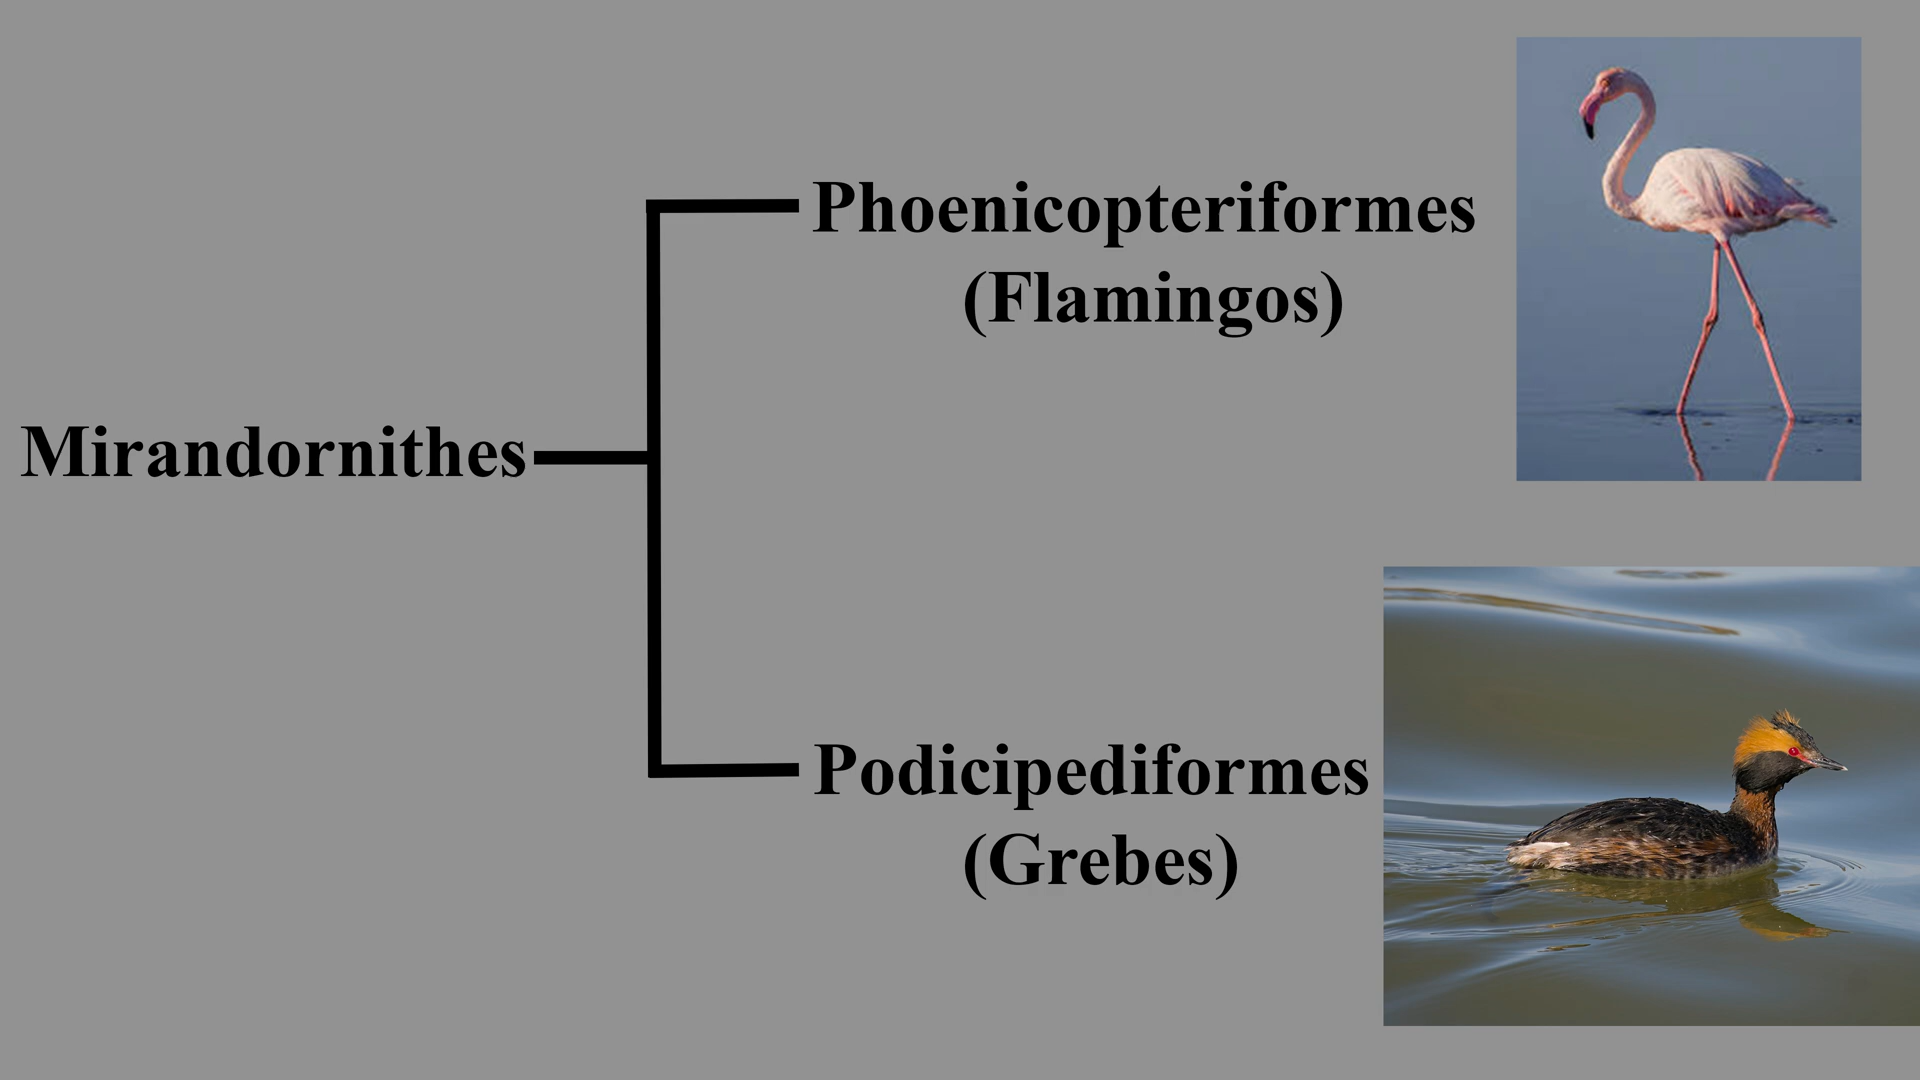 Phoenicopteriformes
(Flamingos)
Mirandornithes
Podicipediformes
(Grebes)